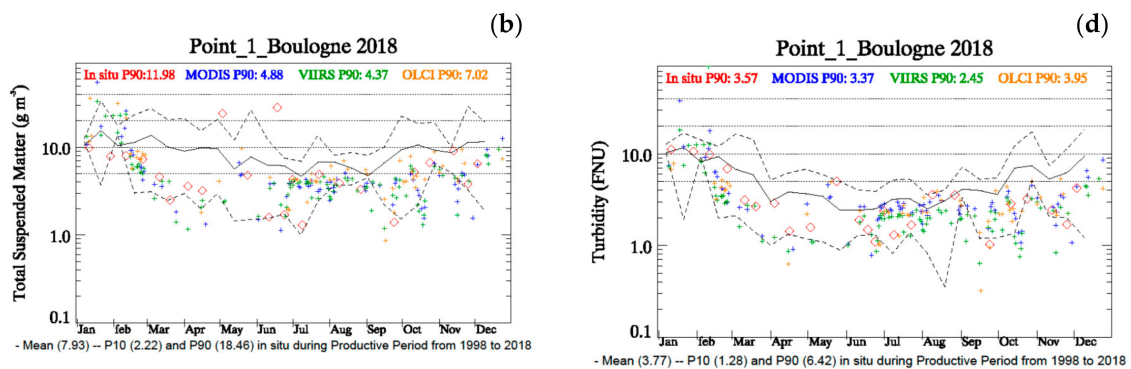 (b)
Point_1_Boulogne 2018
In situ P90:11.98 MODIS P90: 4.88 VIIRS P90: 4.37 OLCI P90: 7.02
Total Suspended Matter (g m⁻³)
10.0
1.0
0.1
Jan feb Mar Apr May Jun Jul Aug Sep Oct Nov Dec
- Mean (7.93) -- P10 (2.22) and P90 (18.46) in situ during Productive Period from 1998 to 2018
(d)
Point_1_Boulogne 2018
In situ P90: 3.57 MODIS P90: 3.37 VIIRS P90: 2.45 OLCI P90: 3.95
Turbidity (FNU)
10.0
1.0
0.1
Jan feb Mar Apr May Jun Jul Aug Sep Oct Nov Dec
- Mean (3.77) -- P10 (1.28) and P90 (6.42) in situ during Productive Period from 1998 to 2018